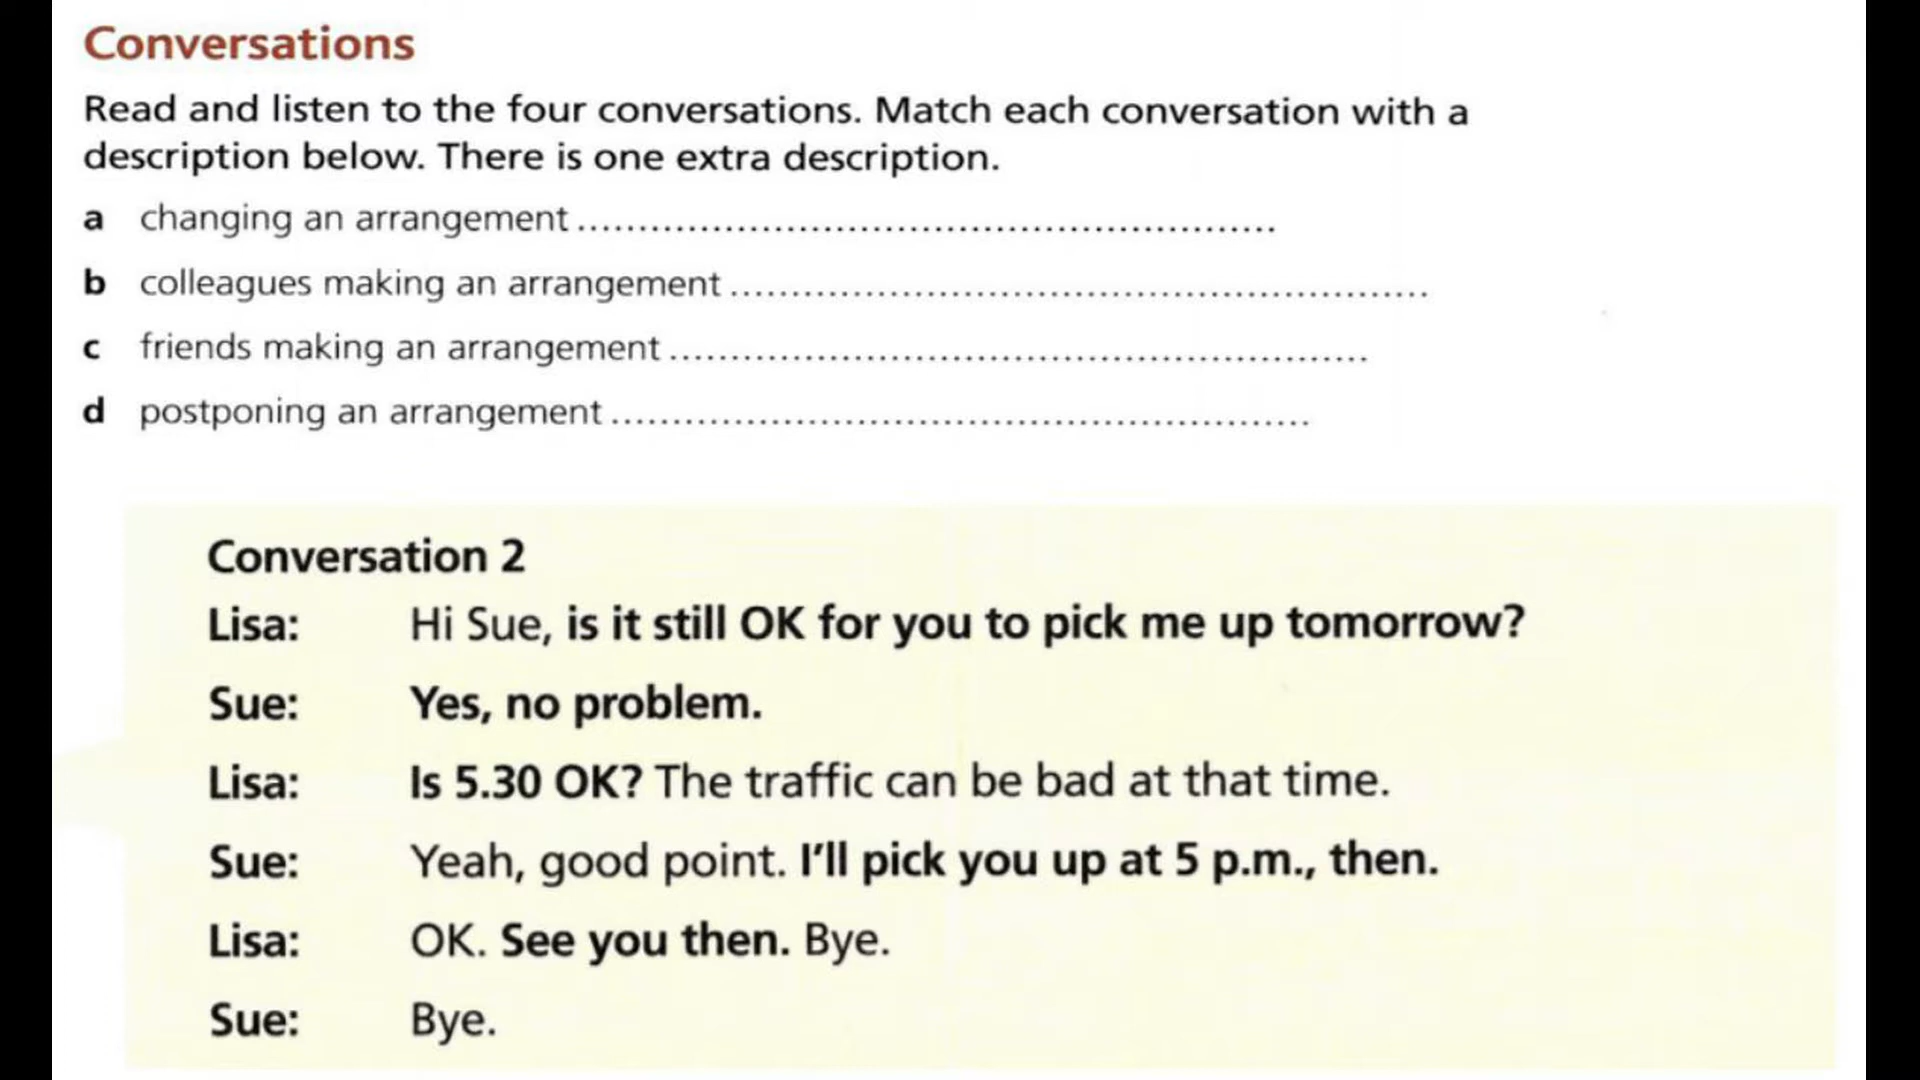 Conversations
Read and listen to the four conversations. Match each conversation with a
description below. There is one extra description.
a changing an arrangement ..........................................................
b colleagues making an arrangement ..........................................................
c friends making an arrangement ..........................................................
d postponing an arrangement ..........................................................
Conversation 2
Lisa: Hi Sue, is it still OK for you to pick me up tomorrow?
Sue: Yes, no problem.
Lisa: Is 5.30 OK? The traffic can be bad at that time.
Sue: Yeah, good point. I'll pick you up at 5 p.m., then.
Lisa: OK. See you then. Bye.
Sue: Bye.